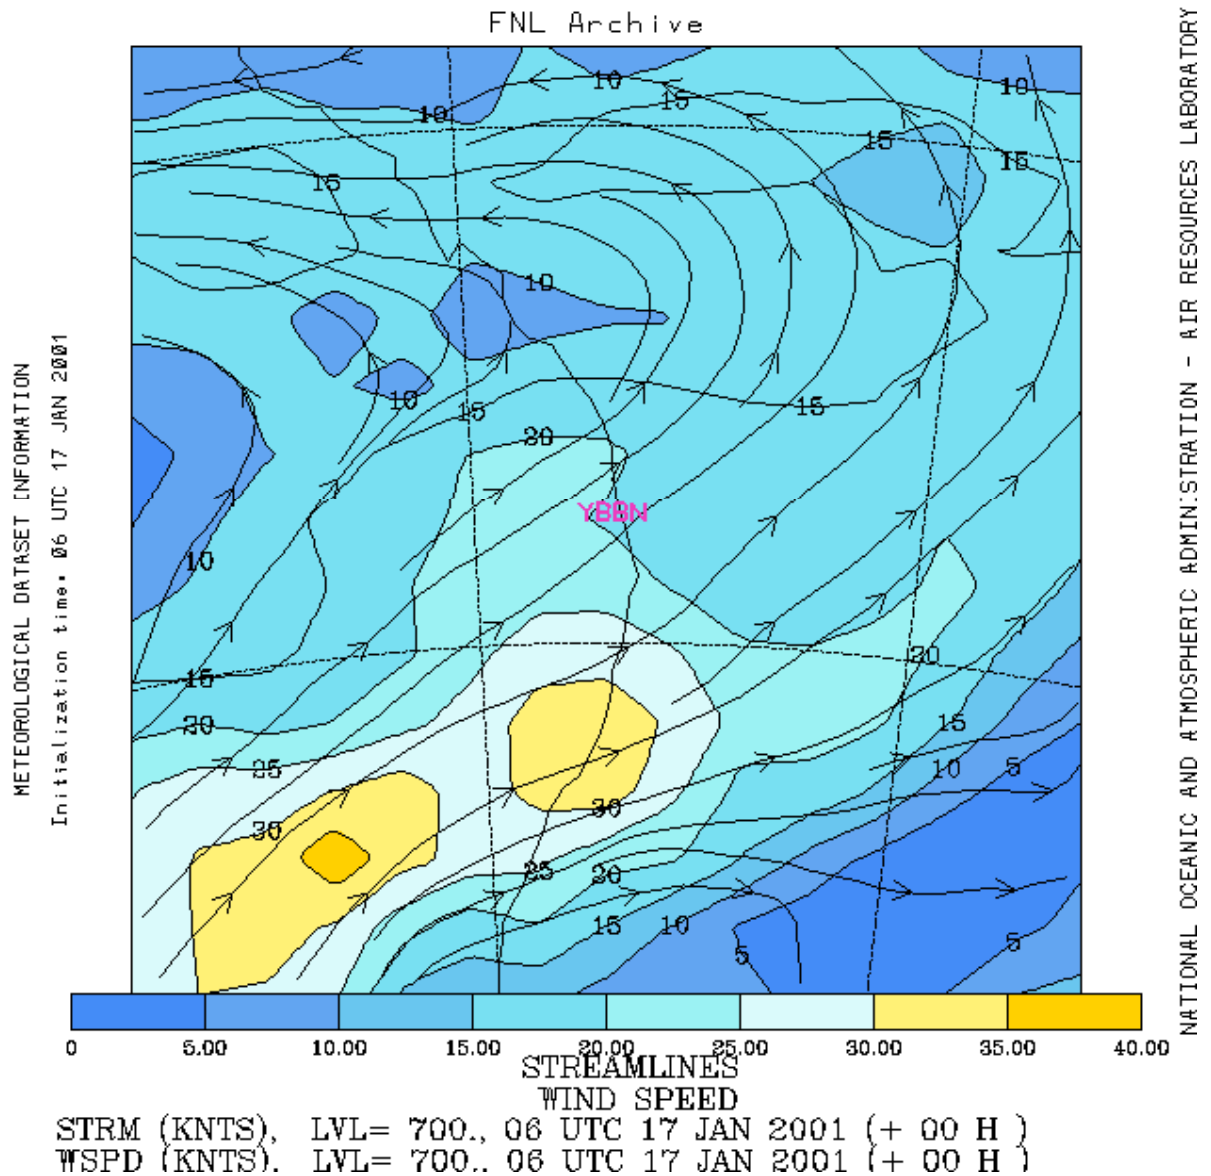 FNL Archive
METEOROLOGICAL DATASET INFORMATION
Initialization time: 06 UTC 17 JAN 2001
NATIONAL OCEANIC AND ATMOSPHERIC ADMINISTRATION - AIR RESOURCES LABORATORY
10
10
15
10
10
15
15
15
10
10
15
15
20
YBBN
10
15
20
20
25
15
10
5
30
30
25
20
15
10
5
5
0 5.00 10.00 15.00 20.00 25.00 30.00 35.00 40.00
STREAMLINES
WIND SPEED
STRM (KNTS), LVL= 700., 06 UTC 17 JAN 2001 (+ 00 H )
WSPD (KNTS), LVL= 700., 06 UTC 17 JAN 2001 (+ 00 H )